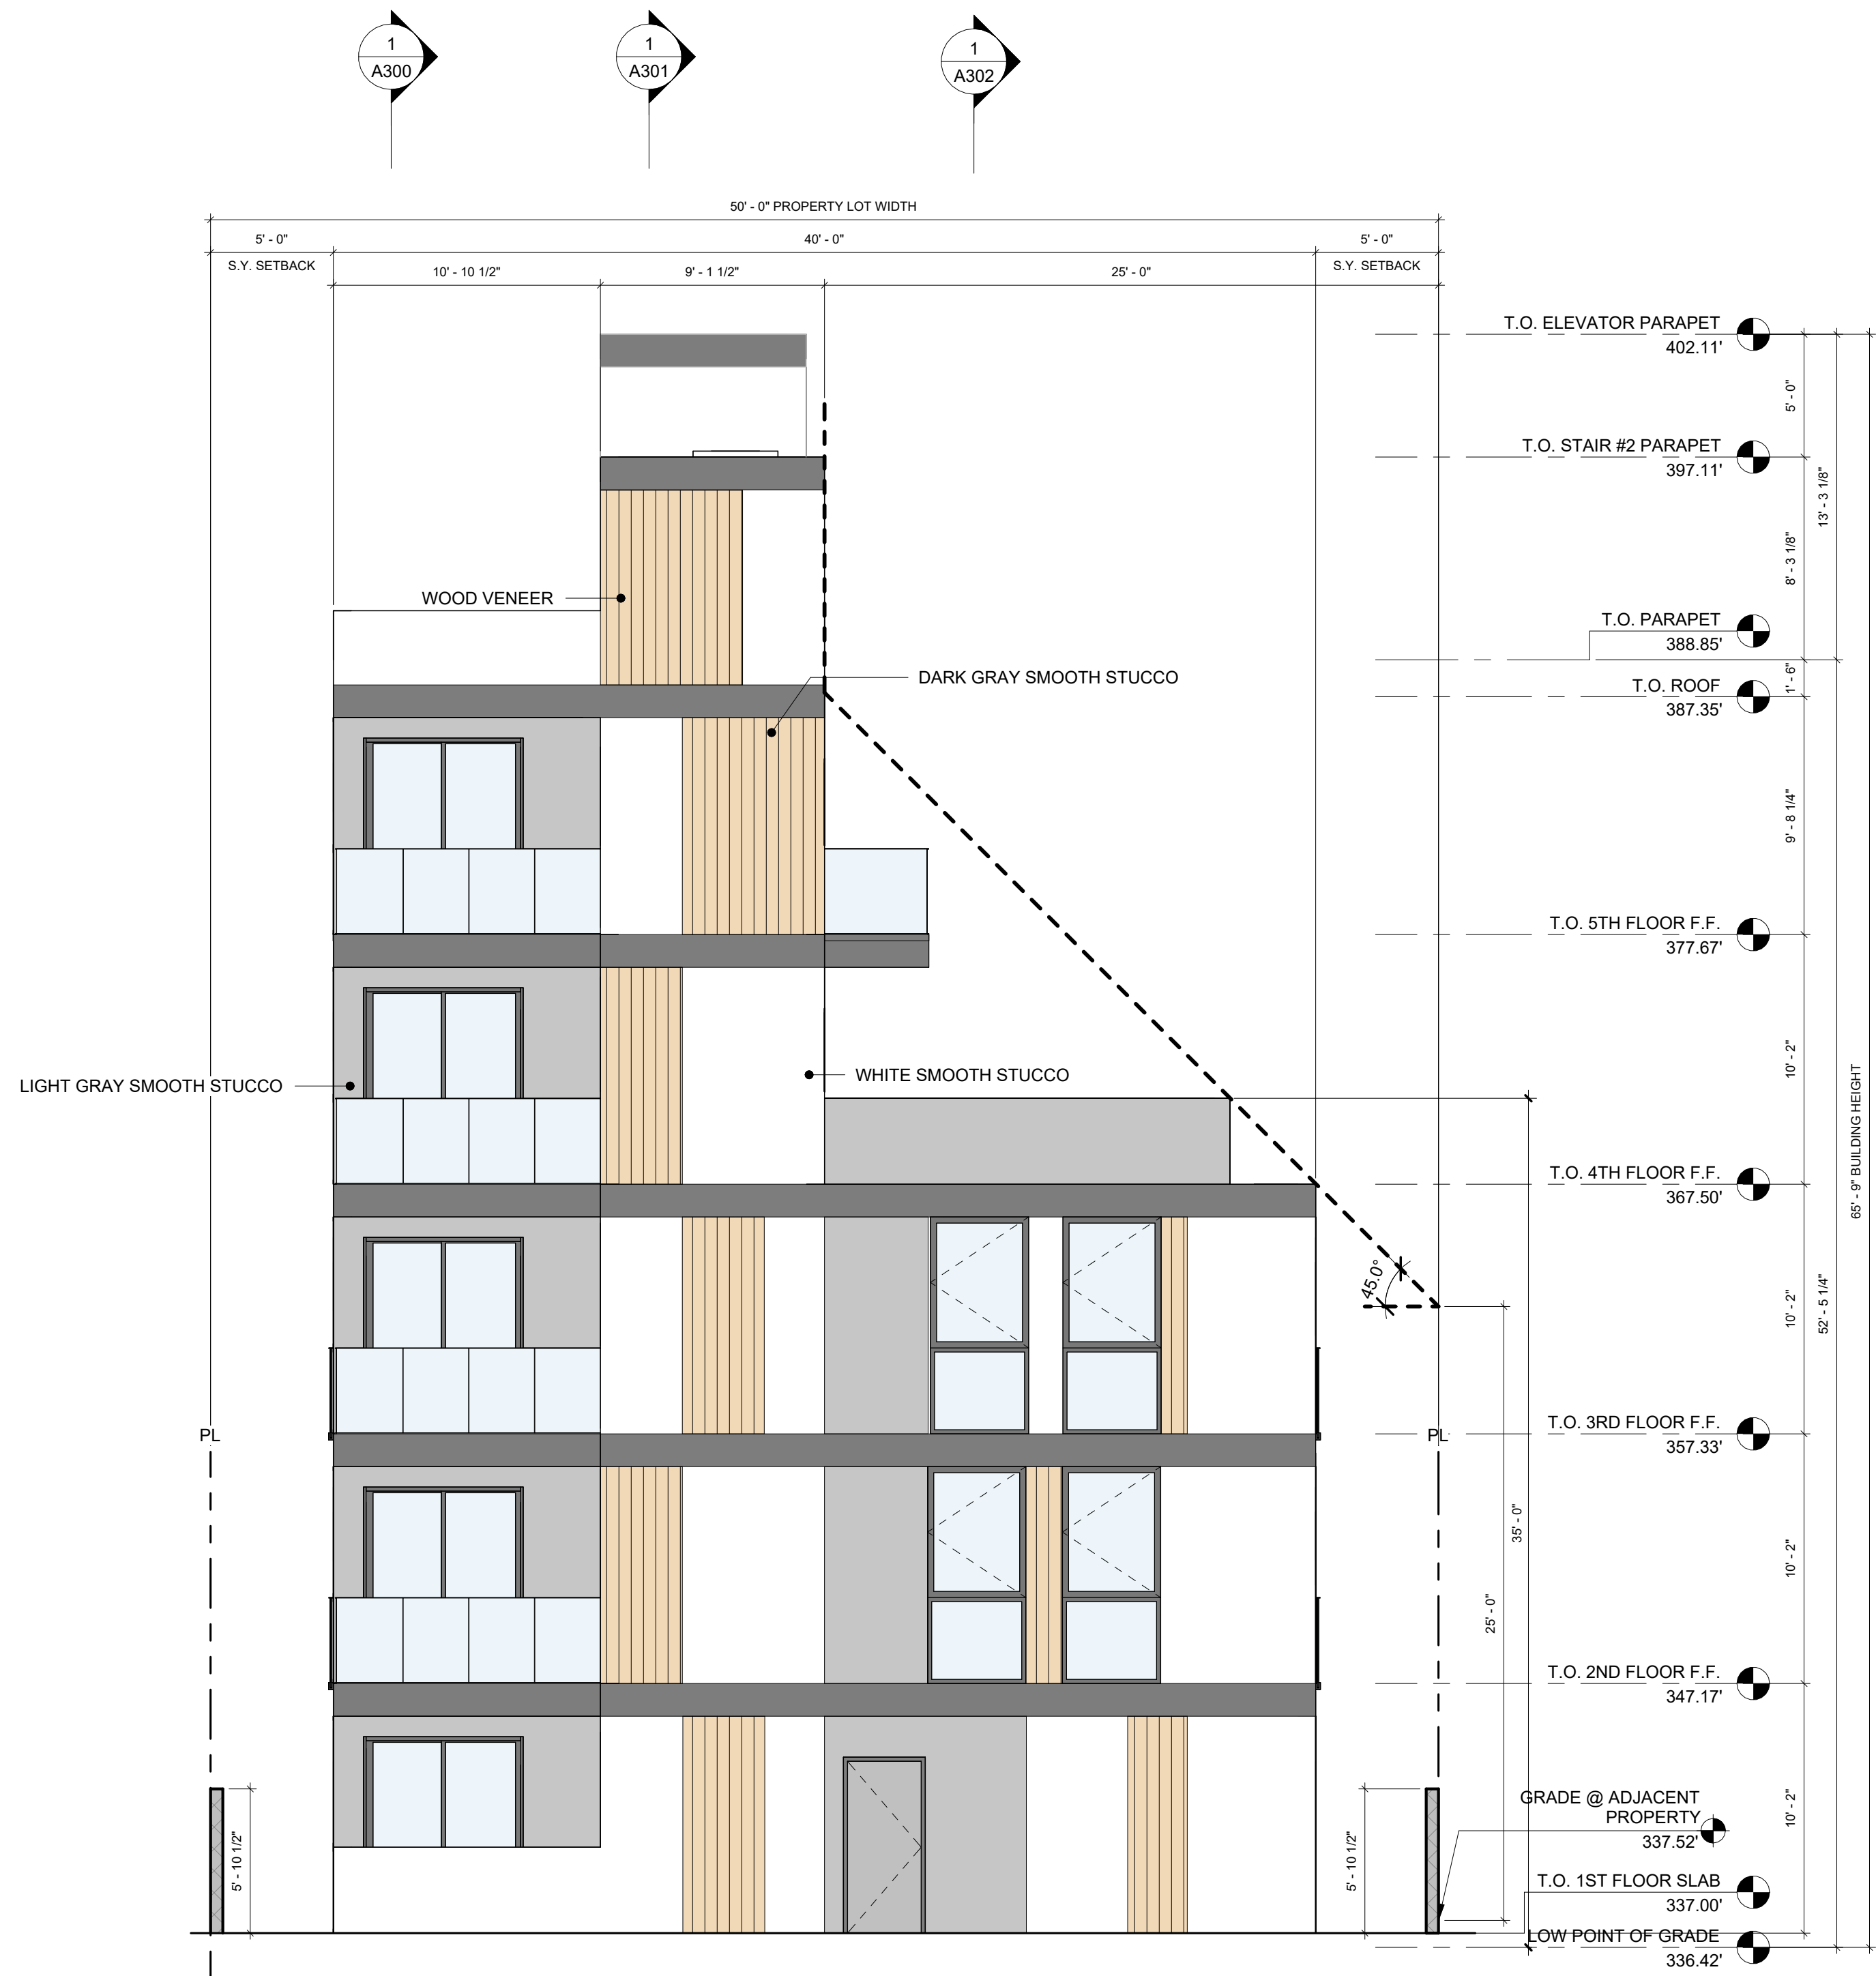 1
A300
1
A301
1
A302
50' - 0" PROPERTY LOT WIDTH
5' - 0"
40' - 0"
5' - 0"
S.Y. SETBACK
S.Y. SETBACK
10' - 10 1/2"
9' - 1 1/2"
25' - 0"
T.O. ELEVATOR PARAPET
402.11'
5' - 0"
T.O. STAIR #2 PARAPET
397.11'
13' - 3 1/8"
8' - 3 1/8"
WOOD VENEER
T.O. PARAPET
388.85'
1' - 6"
DARK GRAY SMOOTH STUCCO
T.O. ROOF
387.35'
9' - 8 1/4"
T.O. 5TH FLOOR F.F.
377.67'
10' - 2"
LIGHT GRAY SMOOTH STUCCO
WHITE SMOOTH STUCCO
65' - 9" BUILDING HEIGHT
T.O. 4TH FLOOR F.F.
367.50'
45.0°
10' - 2"
52' - 5 1/4"
PL
PL
T.O. 3RD FLOOR F.F.
357.33'
35' - 0"
10' - 2"
25' - 0"
T.O. 2ND FLOOR F.F.
347.17'
GRADE @ ADJACENT
PROPERTY
337.52'
10' - 2"
5' - 10 1/2"
5' - 10 1/2"
T.O. 1ST FLOOR SLAB
337.00'
LOW POINT OF GRADE
336.42'